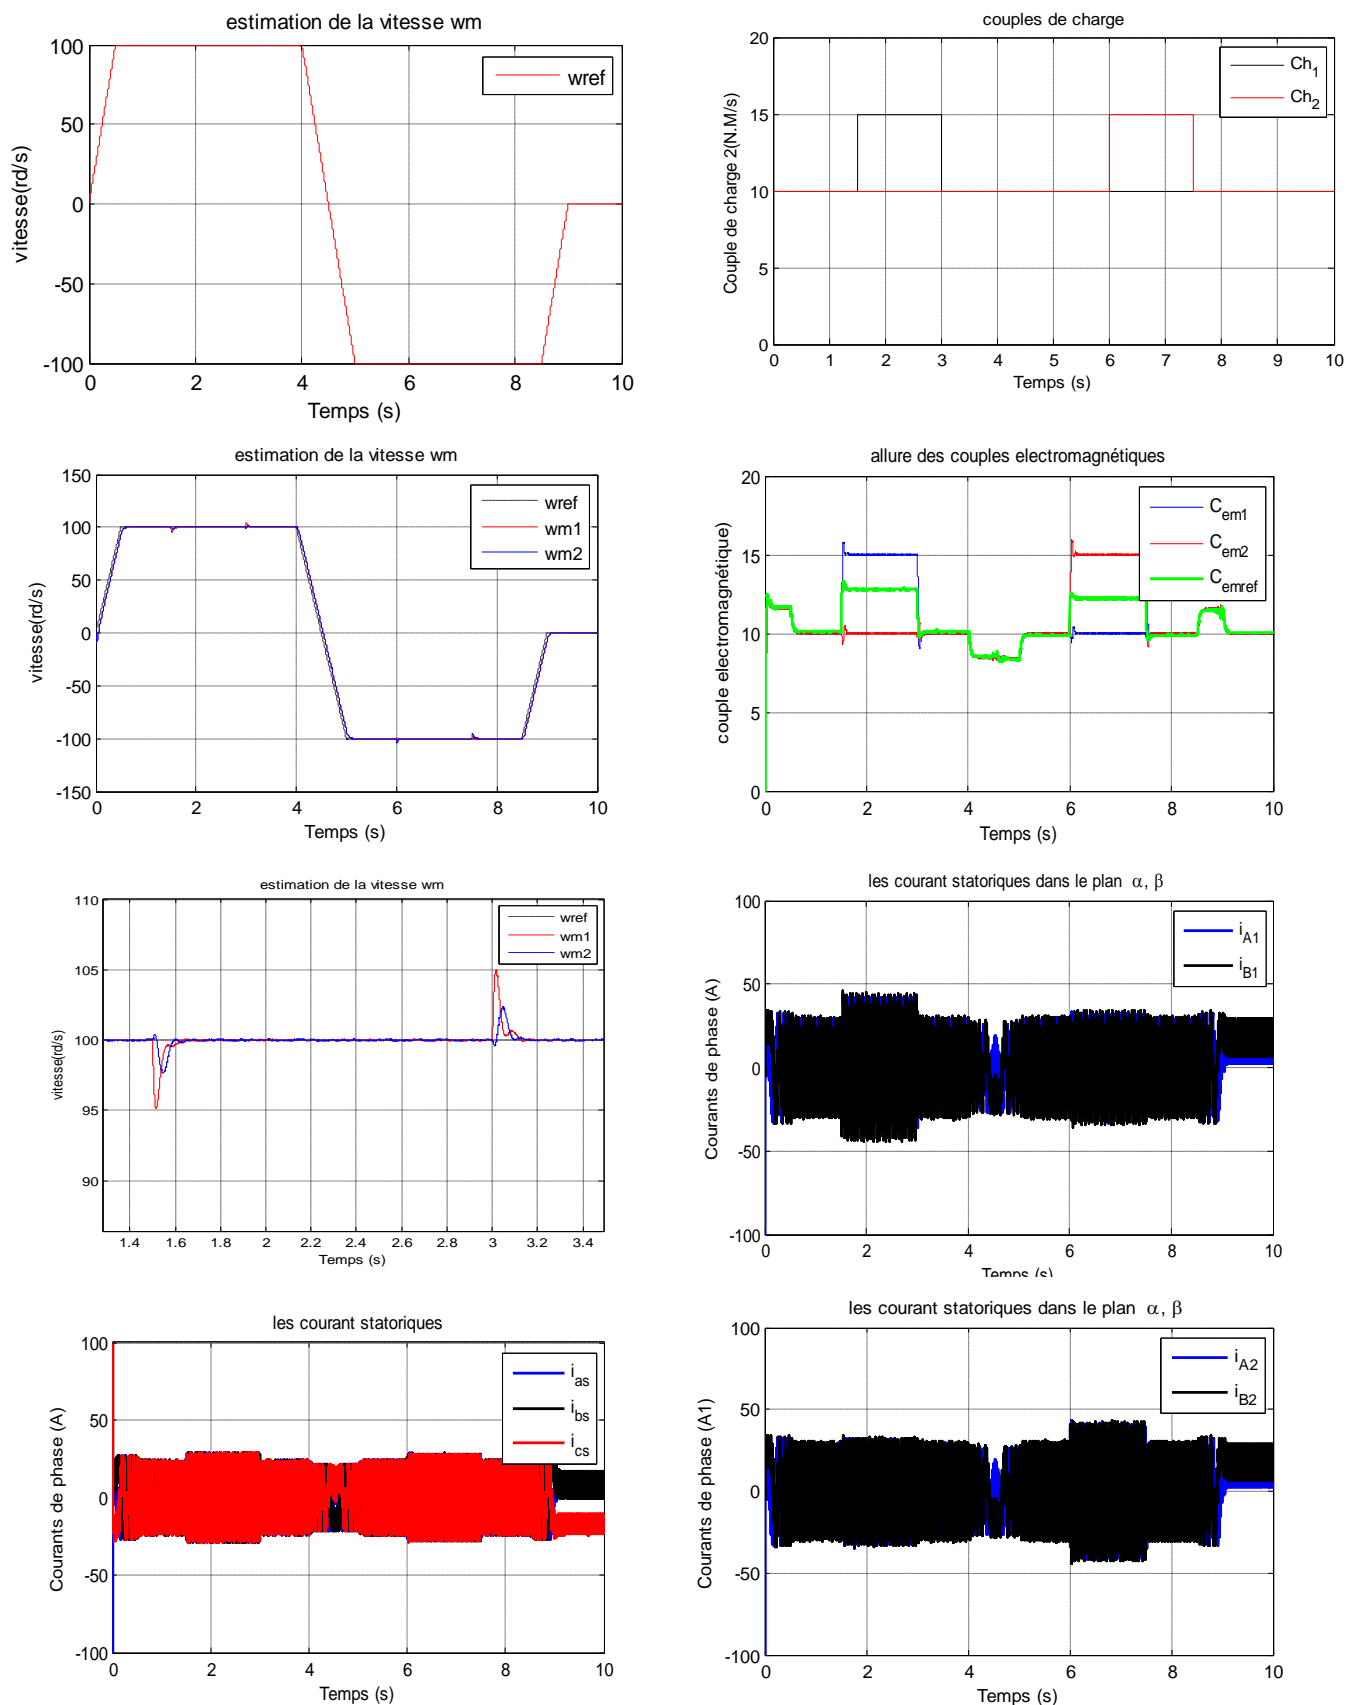 estimation de la vitesse wm
100
50
0
-50
-100
vitesse(rd/s)
wref
0 2 4 6 8 10
Temps (s)
couples de charge
20
15
10
5
0
Couple de charge 2(N.M/s)
Ch1
Ch2
0 1 2 3 4 5 6 7 8 9 10
Temps (s)
estimation de la vitesse wm
150
100
50
0
-50
-100
-150
vitesse(rd/s)
wref
wm1
wm2
0 2 4 6 8 10
Temps (s)
allure des couples electromagnétiques
20
15
10
5
0
couple electromagnétique)
Cem1
Cem2
Cemref
0 2 4 6 8 10
Temps (s)
estimation de la vitesse wm
110
105
100
95
90
vitesse(rd/s)
wref
wm1
wm2
1.4 1.6 1.8 2 2.2 2.4 2.6 2.8 3 3.2 3.4
Temps (s)
les courant statoriques dans le plan α, β
100
50
0
-50
-100
Courants de phase (A)
iA1
iB1
0 2 4 6 8 10
Temps (s)
les courant statoriques
100
50
0
-50
-100
Courants de phase (A)
ias
ibs
ics
0 2 4 6 8 10
Temps (s)
les courant statoriques dans le plan α, β
100
50
0
-50
-100
Courants de phase (A1)
iA2
iB2
0 2 4 6 8 10
Temps (s)